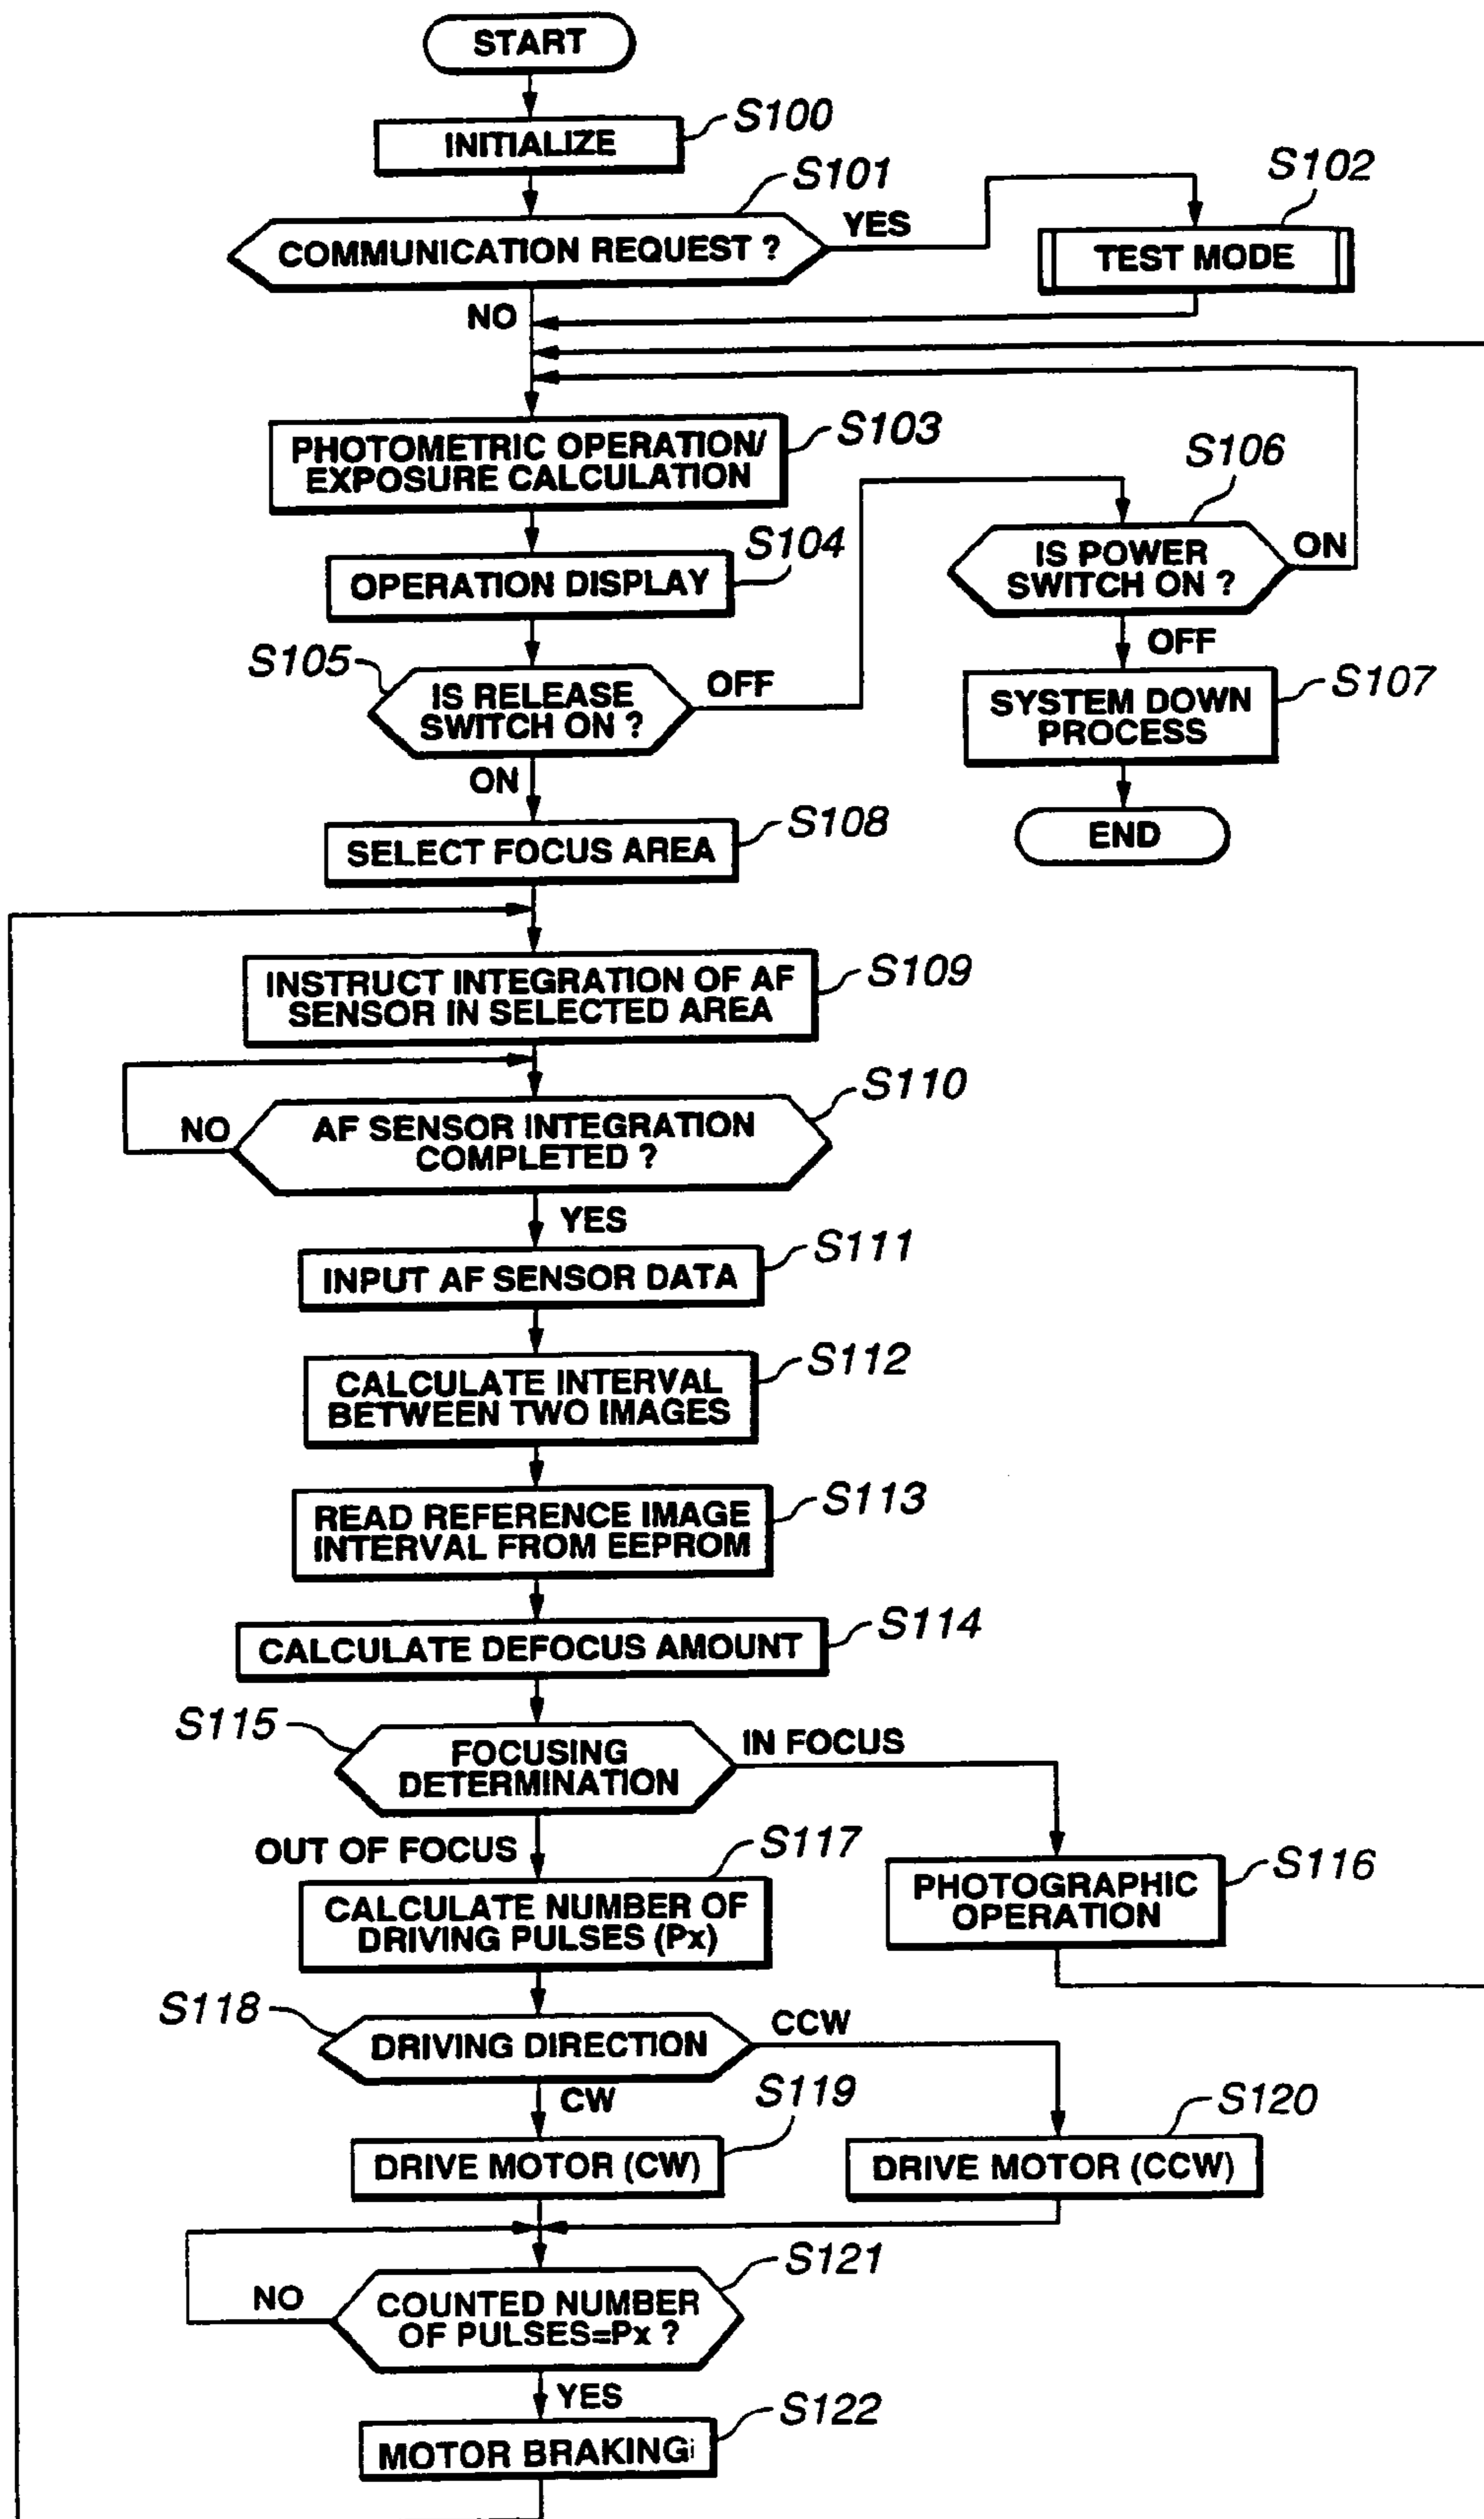 START
INITIALIZE
S100
S101
COMMUNICATION REQUEST ?
YES
S102
TEST MODE
NO
PHOTOMETRIC OPERATION/
EXPOSURE CALCULATION
S103
OPERATION DISPLAY
S104
S105
IS RELEASE
SWITCH ON ?
OFF
S106
IS POWER
SWITCH ON ?
ON
OFF
SYSTEM DOWN
PROCESS
S107
END
ON
SELECT FOCUS AREA
S108
INSTRUCT INTEGRATION OF AF
SENSOR IN SELECTED AREA
S109
NO
AF SENSOR INTEGRATION
COMPLETED ?
S110
YES
INPUT AF SENSOR DATA
S111
CALCULATE INTERVAL
BETWEEN TWO IMAGES
S112
READ REFERENCE IMAGE
INTERVAL FROM EEPROM
S113
CALCULATE DEFOCUS AMOUNT
S114
S115
FOCUSING
DETERMINATION
IN FOCUS
OUT OF FOCUS
S117
CALCULATE NUMBER OF
DRIVING PULSES (Px)
PHOTOGRAPHIC
OPERATION
S116
S118
DRIVING DIRECTION
CCW
CW
S119
DRIVE MOTOR (CW)
S120
DRIVE MOTOR (CCW)
S121
NO
COUNTED NUMBER
OF PULSES=Px ?
YES
S122
MOTOR BRAKING